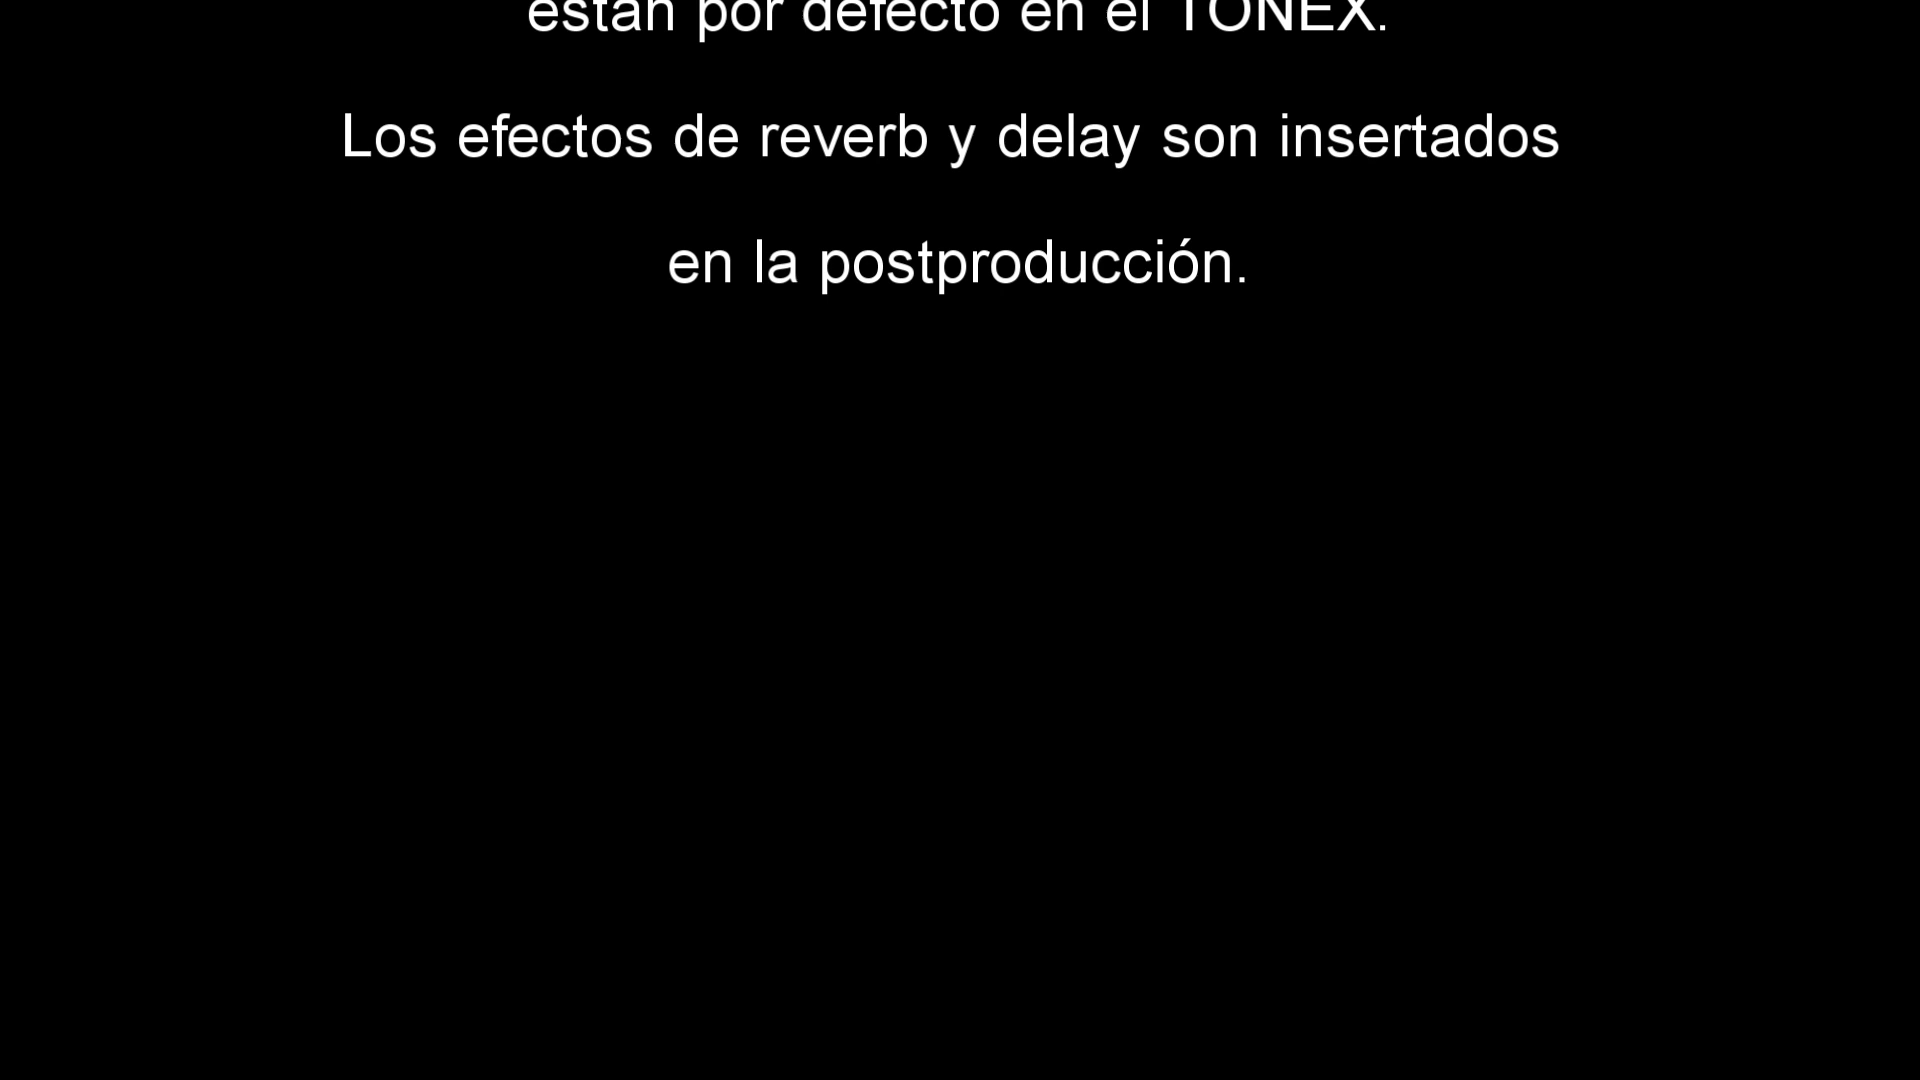 están por defecto en el TONEX.
Los efectos de reverb y delay son insertados
en la postproducción.